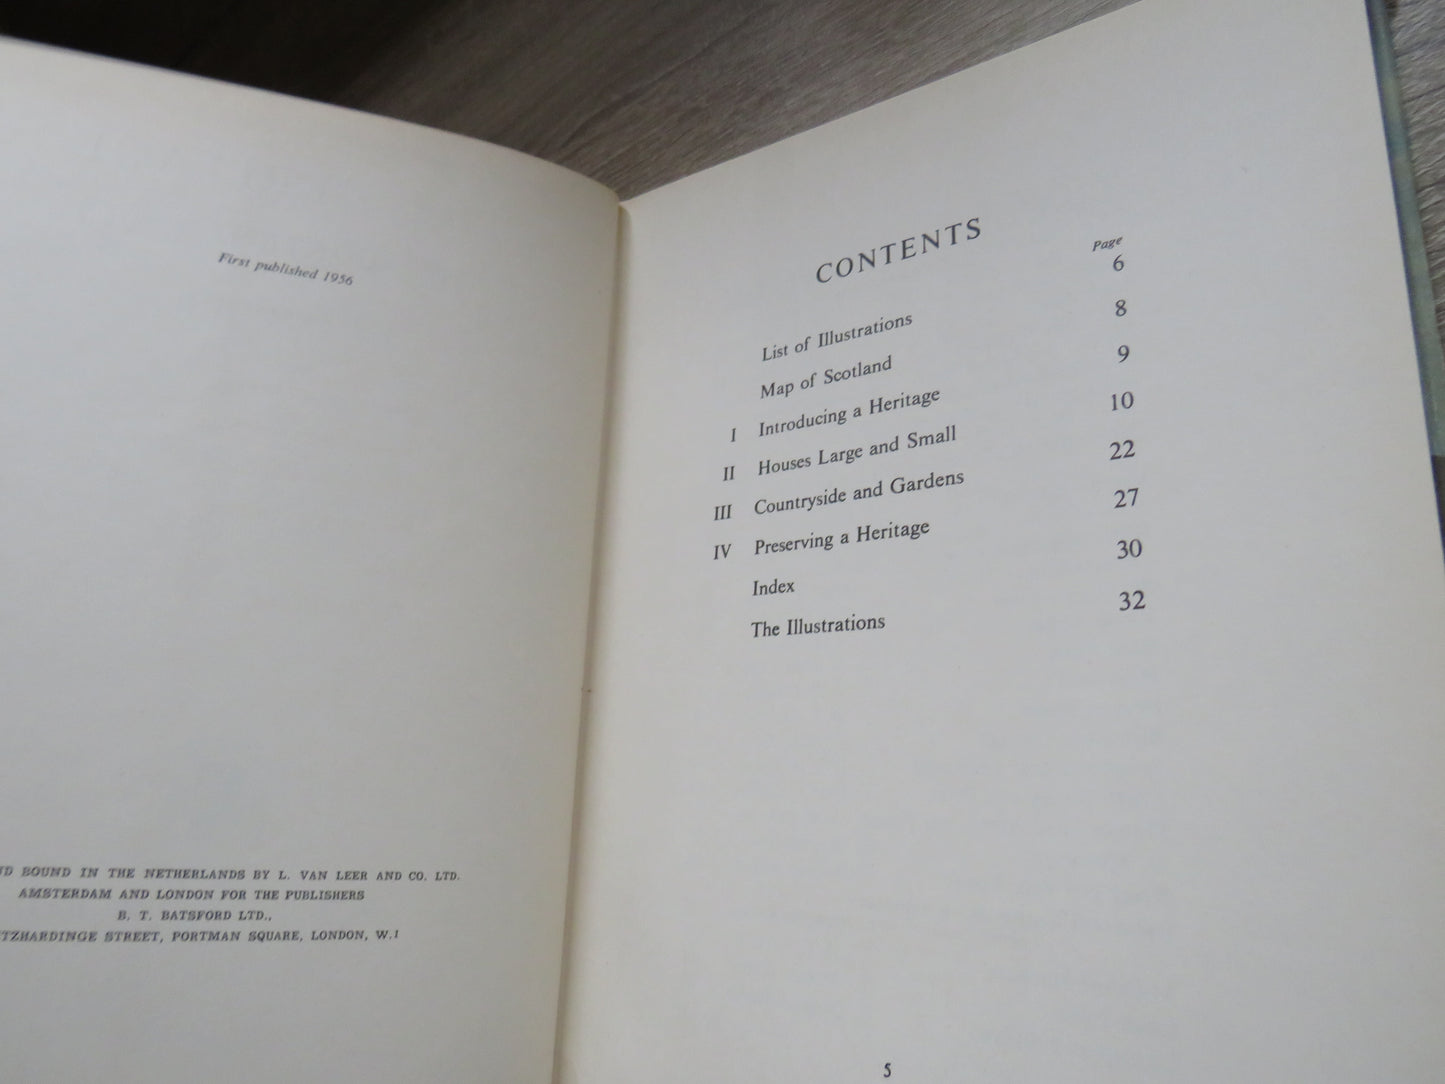 First published 1956
BOUND IN THE NETHERLANDS BY L. VAN LEER AND CO. LTD.
AMSTERDAM AND LONDON FOR THE PUBLISHERS
B. T. BATSFORD LTD.,
TZHARDINGE STREET, PORTMAN SQUARE, LONDON, W.1
CONTENTS
Page
List of Illustrations 6
Map of Scotland 8
I Introducing a Heritage 9
II Houses Large and Small 10
III Countryside and Gardens 22
IV Preserving a Heritage 27
Index 30
The Illustrations 32
5